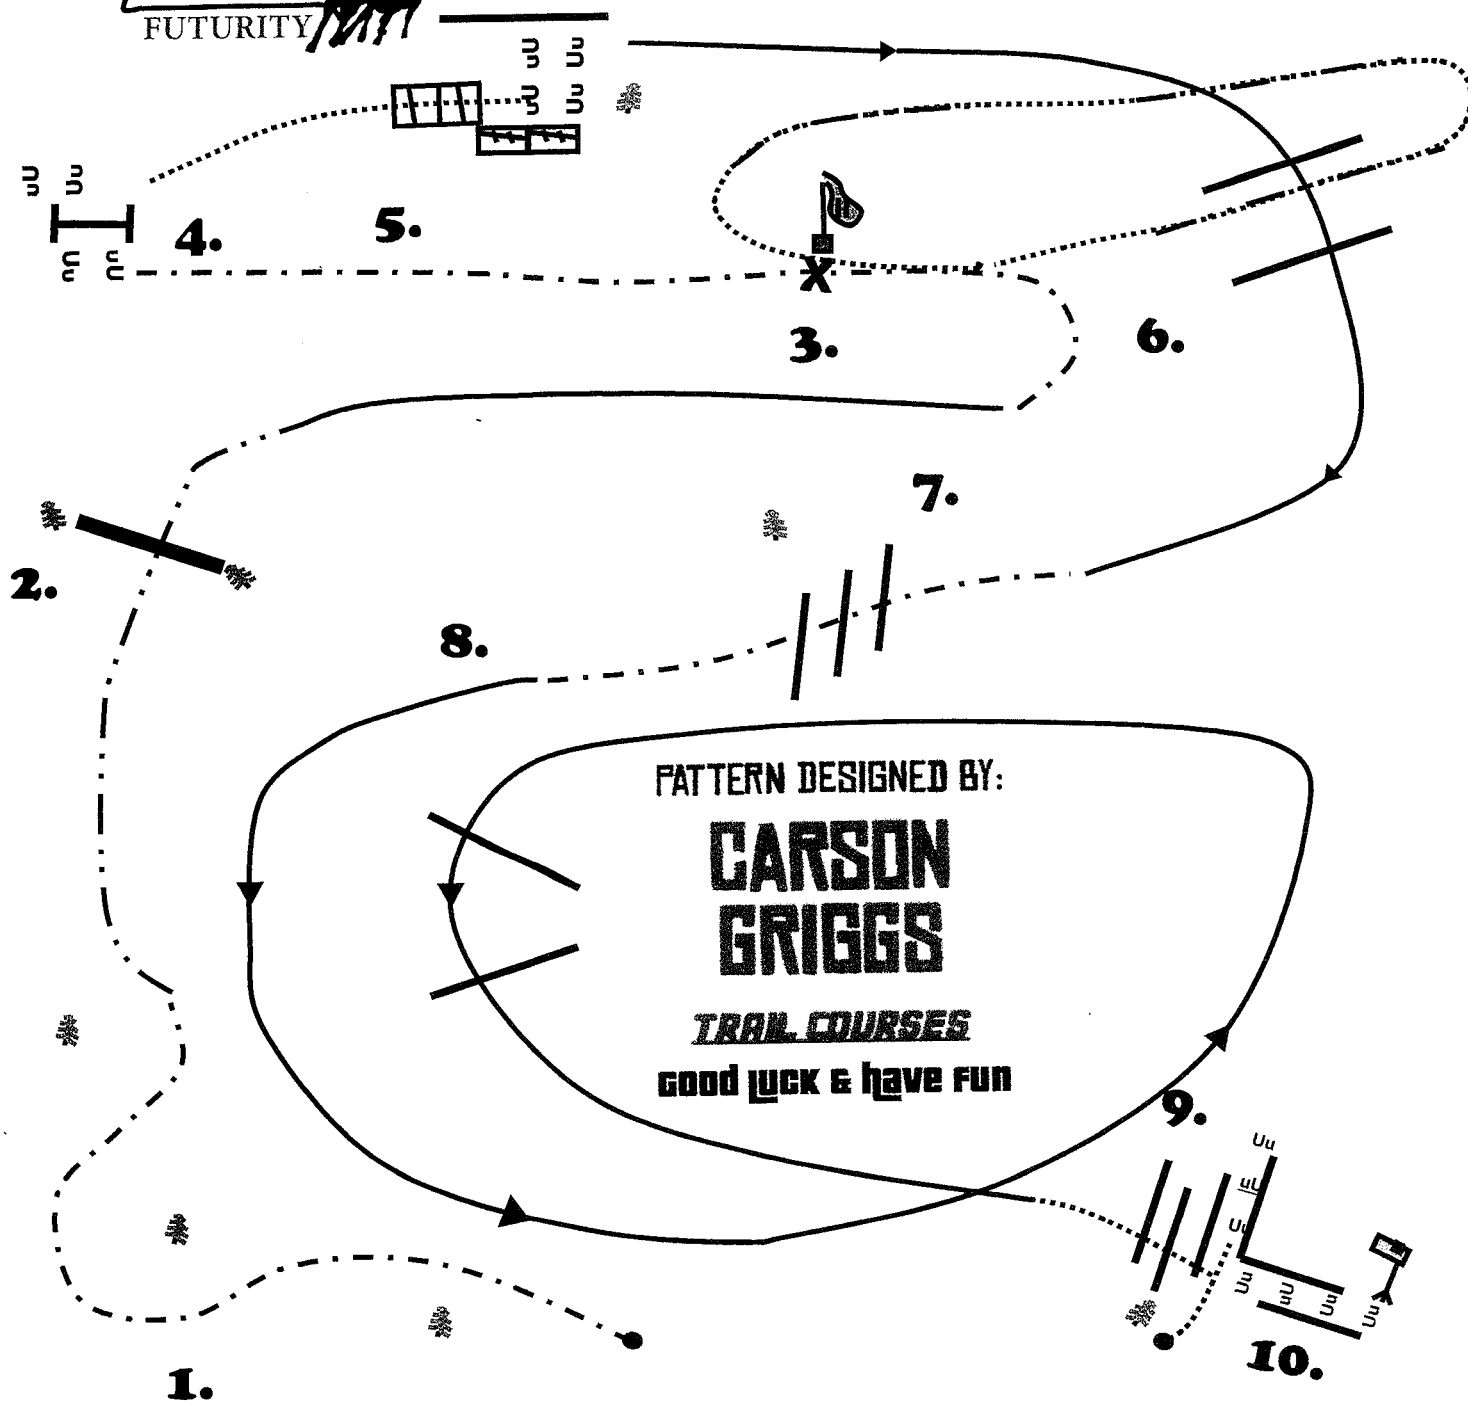 FUTURITY
4.
5.
X
3.
6.
7.
2.
8.
PATTERN DESIGNED BY:
CARSON
GRIGGS
TRAIL COURSES
Good Luck & have fun
9.
10.
1.